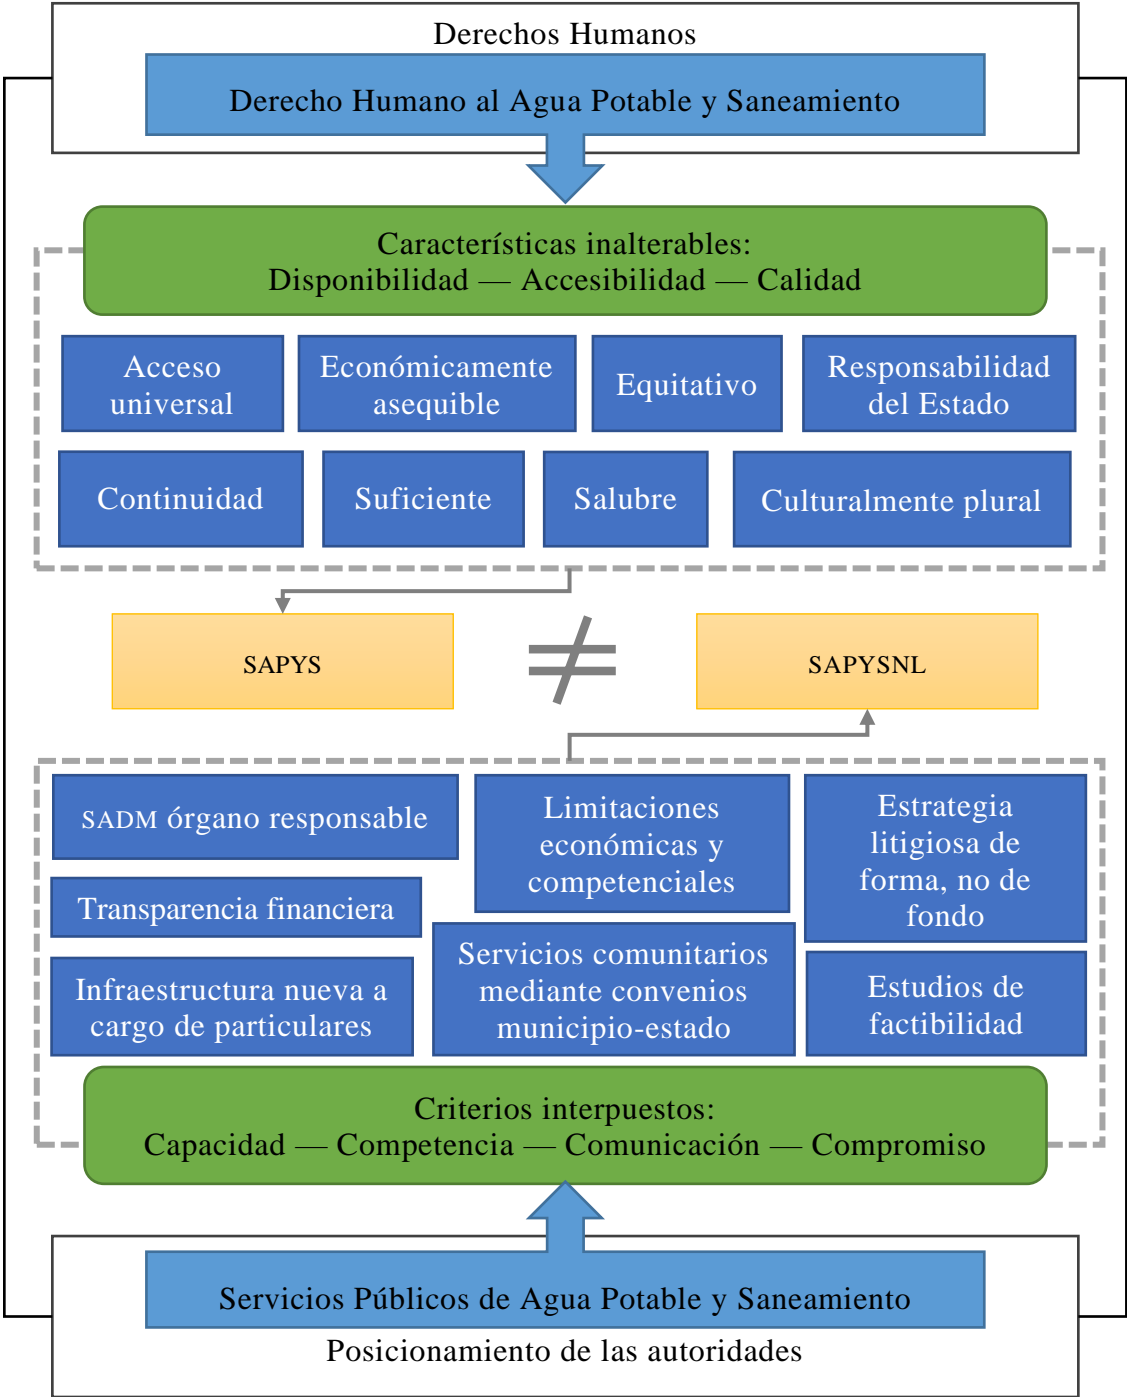 Derechos Humanos
Derecho Humano al Agua Potable y Saneamiento
Características inalterables:
Disponibilidad — Accesibilidad — Calidad
Acceso
universal
Económicamente
asequible
Equitativo
Responsabilidad
del Estado
Continuidad
Suficiente
Salubre
Culturalmente plural
SAPYS
≠
SAPYSNL
SADM órgano responsable
Limitaciones
económicas y
competenciales
Estrategia
litigiosa de
forma, no de
fondo
Transparencia financiera
Servicios comunitarios
mediante convenios
municipio-estado
Infraestructura nueva a
cargo de particulares
Estudios de
factibilidad
Criterios interpuestos:
Capacidad — Competencia — Comunicación — Compromiso
Servicios Públicos de Agua Potable y Saneamiento
Posicionamiento de las autoridades